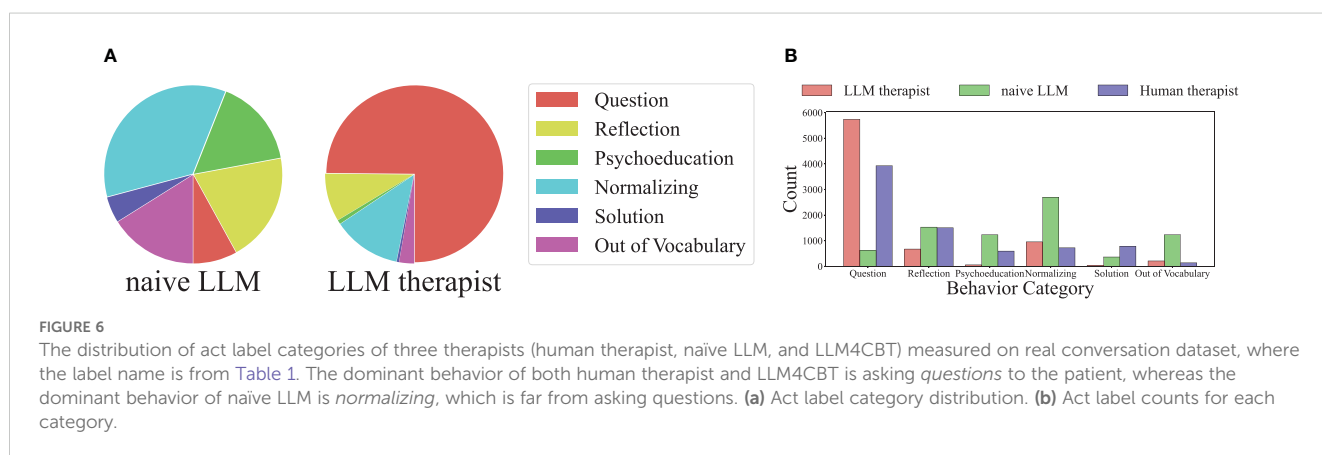 A
naive LLM
LLM therapist
Question
Reflection
Psychoeducation
Normalizing
Solution
Out of Vocabulary
B
LLM therapist naive LLM Human therapist
6000
5000
4000
3000
2000
1000
0
Count
Question Reflection Psychoeducation Normalizing Solution Out of Vocabulary
Behavior Category
FIGURE 6
The distribution of act label categories of three therapists (human therapist, naïve LLM, and LLM4CBT) measured on real conversation dataset, where
the label name is from Table 1. The dominant behavior of both human therapist and LLM4CBT is asking questions to the patient, whereas the
dominant behavior of naïve LLM is normalizing, which is far from asking questions. (a) Act label category distribution. (b) Act label counts for each
category.